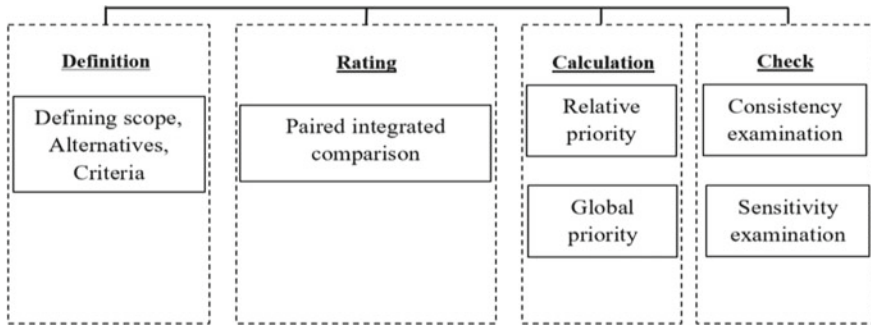 Definition
Defining scope,
Alternatives,
Criteria
Rating
Paired integrated
comparison
Calculation
Relative
priority
Global
priority
Check
Consistency
examination
Sensitivity
examination